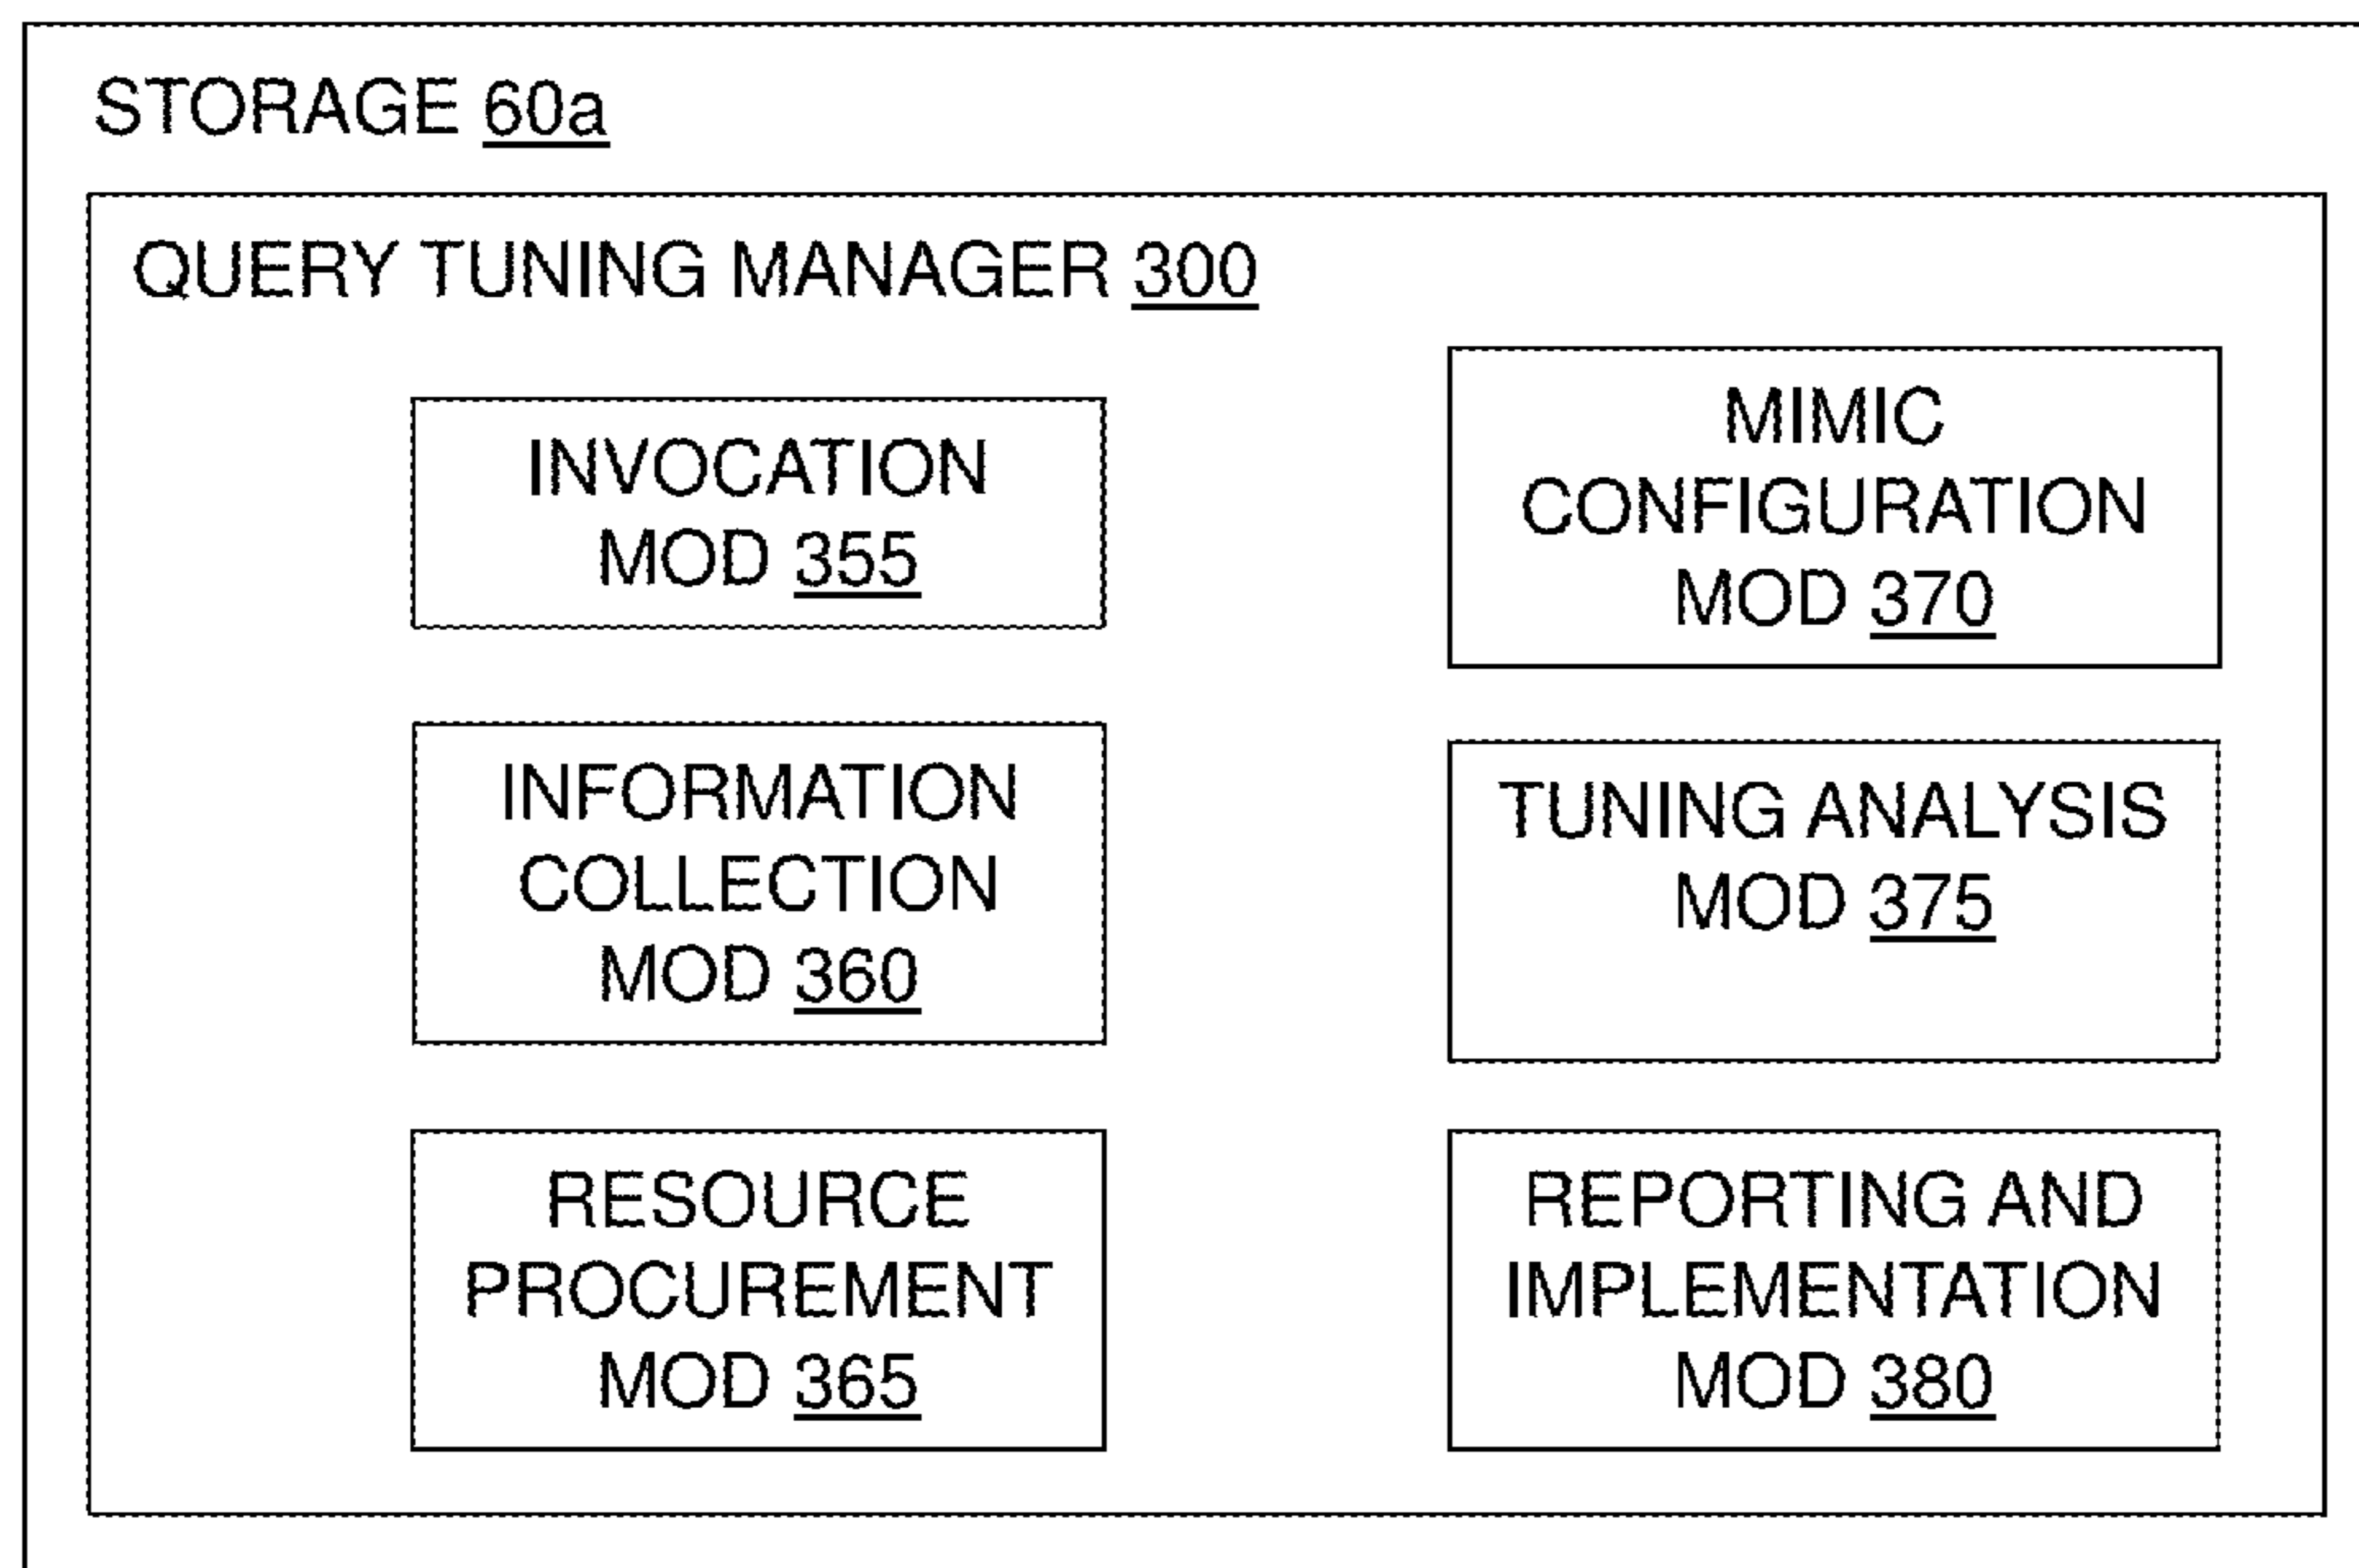 STORAGE 60a
QUERY TUNING MANAGER 300
INVOCATION
MOD 355
INFORMATION
COLLECTION
MOD 360
RESOURCE
PROCUREMENT
MOD 365
MIMIC
CONFIGURATION
MOD 370
TUNING ANALYSIS
MOD 375
REPORTING AND
IMPLEMENTATION
MOD 380